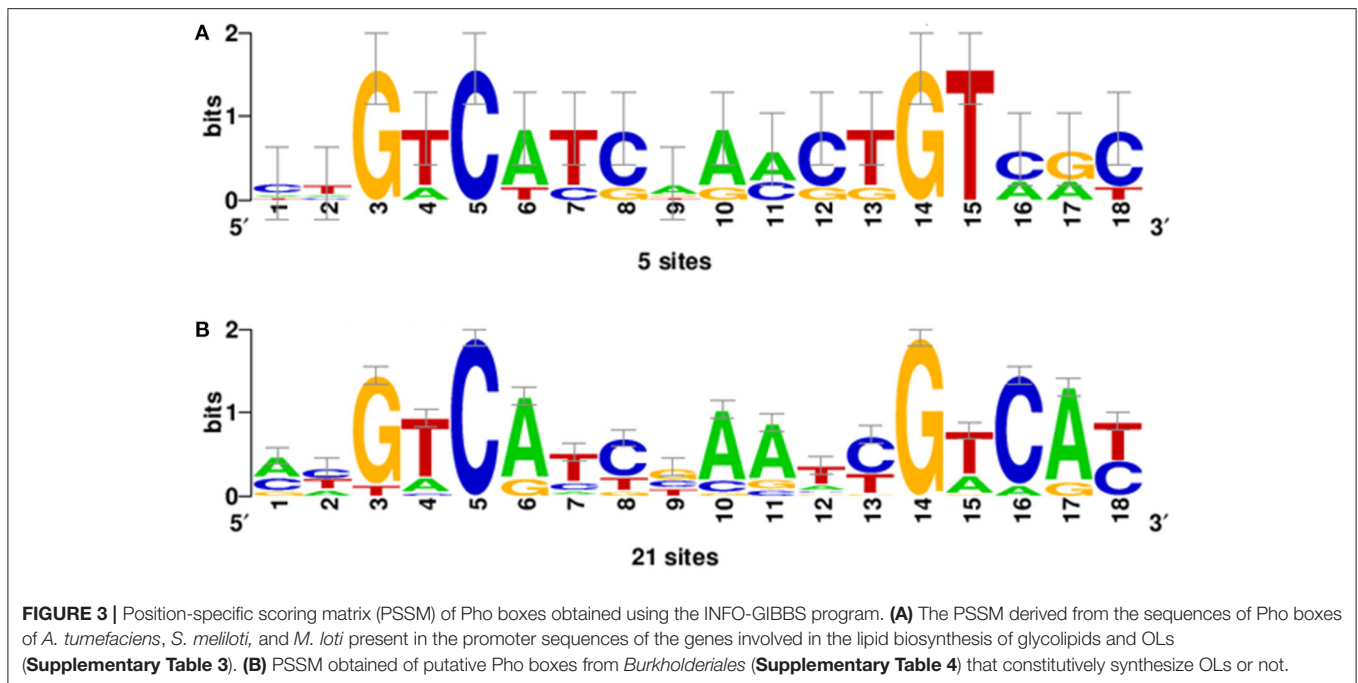 A
2
bits
1
0
G T C A T C A A A C T G T C G C
1 2 3 4 5 6 7 8 9 10 11 12 13 14 15 16 17 18
5′ 3′
5 sites
B
2
bits
1
0
A C G T C A T C G A A T C G T C A T
1 2 3 4 5 6 7 8 9 10 11 12 13 14 15 16 17 18
5′ 3′
21 sites
FIGURE 3 | Position-specific scoring matrix (PSSM) of Pho boxes obtained using the INFO-GIBBS program. (A) The PSSM derived from the sequences of Pho boxes
of A. tumefaciens, S. meliloti, and M. loti present in the promoter sequences of the genes involved in the lipid biosynthesis of glycolipids and OLs
(Supplementary Table 3). (B) PSSM obtained of putative Pho boxes from Burkholderiales (Supplementary Table 4) that constitutively synthesize OLs or not.